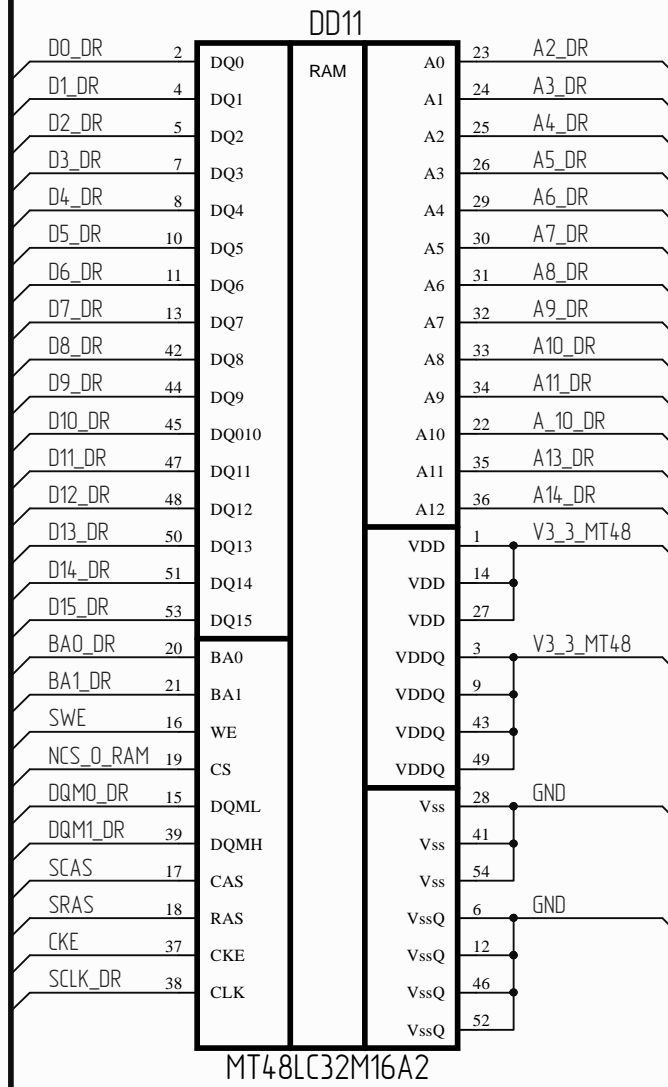 DD11
D0_DR 2 DQ0 RAM A0 23 A2_DR
D1_DR 4 DQ1 A1 24 A3_DR
D2_DR 5 DQ2 A2 25 A4_DR
D3_DR 7 DQ3 A3 26 A5_DR
D4_DR 8 DQ4 A4 29 A6_DR
D5_DR 10 DQ5 A5 30 A7_DR
D6_DR 11 DQ6 A6 31 A8_DR
D7_DR 13 DQ7 A7 32 A9_DR
D8_DR 42 DQ8 A8 33 A10_DR
D9_DR 44 DQ9 A9 34 A11_DR
D10_DR 45 DQ010 A10 22 A_10_DR
D11_DR 47 DQ11 A11 35 A13_DR
D12_DR 48 DQ12 A12 36 A14_DR
D13_DR 50 DQ13 VDD 1 V3_3_MT48
D14_DR 51 DQ14 VDD 14
D15_DR 53 DQ15 VDD 27
BA0_DR 20 BA0 VDDQ 3 V3_3_MT48
BA1_DR 21 BA1 VDDQ 9
SWE 16 WE VDDQ 43
NCS_0_RAM 19 CS VDDQ 49
DQM0_DR 15 DQML Vss 28 GND
DQM1_DR 39 DQMH Vss 41
SCAS 17 CAS Vss 54
SRAS 18 RAS VssQ 6 GND
CKE 37 CKE VssQ 12
SCLK_DR 38 CLK VssQ 46
VssQ 52
MT48LC32M16A2